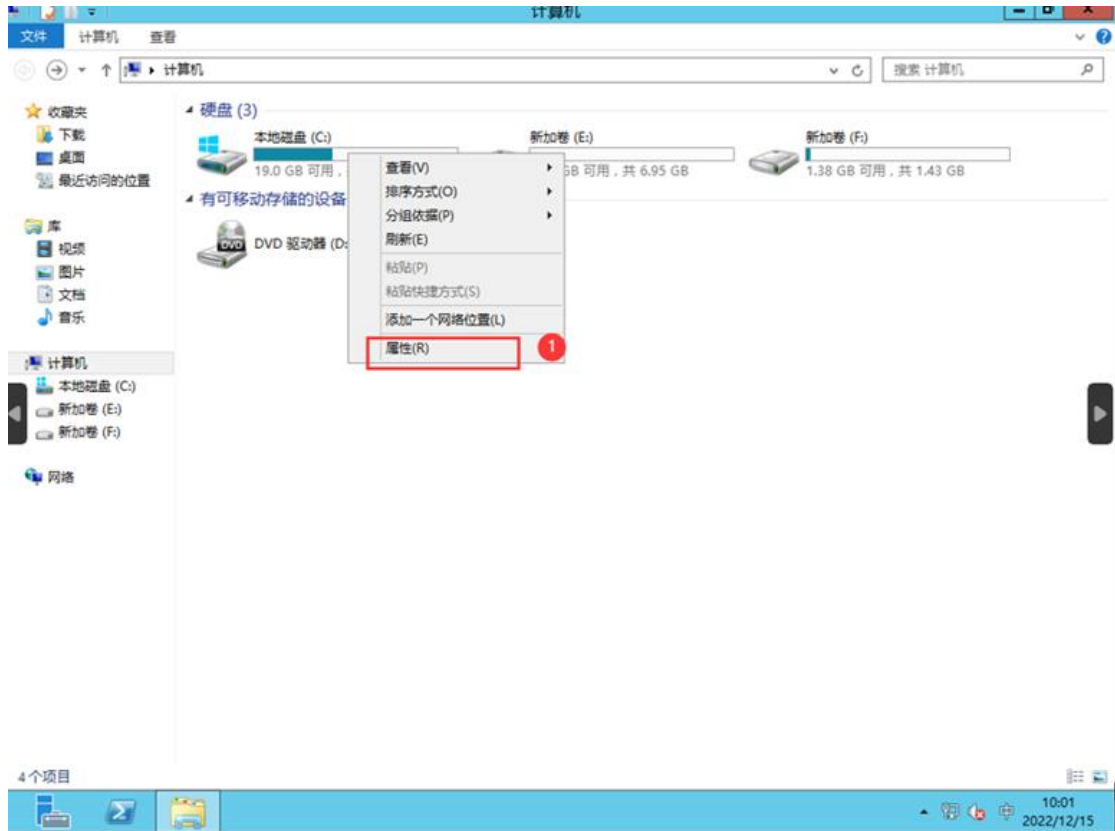 计算机
文件 计算机 查看
计算机
搜索 计算机
收藏夹
下载
桌面
最近访问的位置
库
视频
图片
文档
音乐
计算机
本地磁盘 (C:)
新加卷 (E:)
新加卷 (F:)
网络
硬盘 (3)
本地磁盘 (C:)
19.0 GB 可用，
新加卷 (E:)
GB 可用，共 6.95 GB
新加卷 (F:)
1.38 GB 可用，共 1.43 GB
有可移动存储的设备
DVD
DVD 驱动器 (D:
查看(V)
排序方式(O)
分组依据(P)
刷新(E)
粘贴(P)
粘贴快捷方式(S)
添加一个网络位置(L)
属性(R)
1
4 个项目
中
10:01
2022/12/15